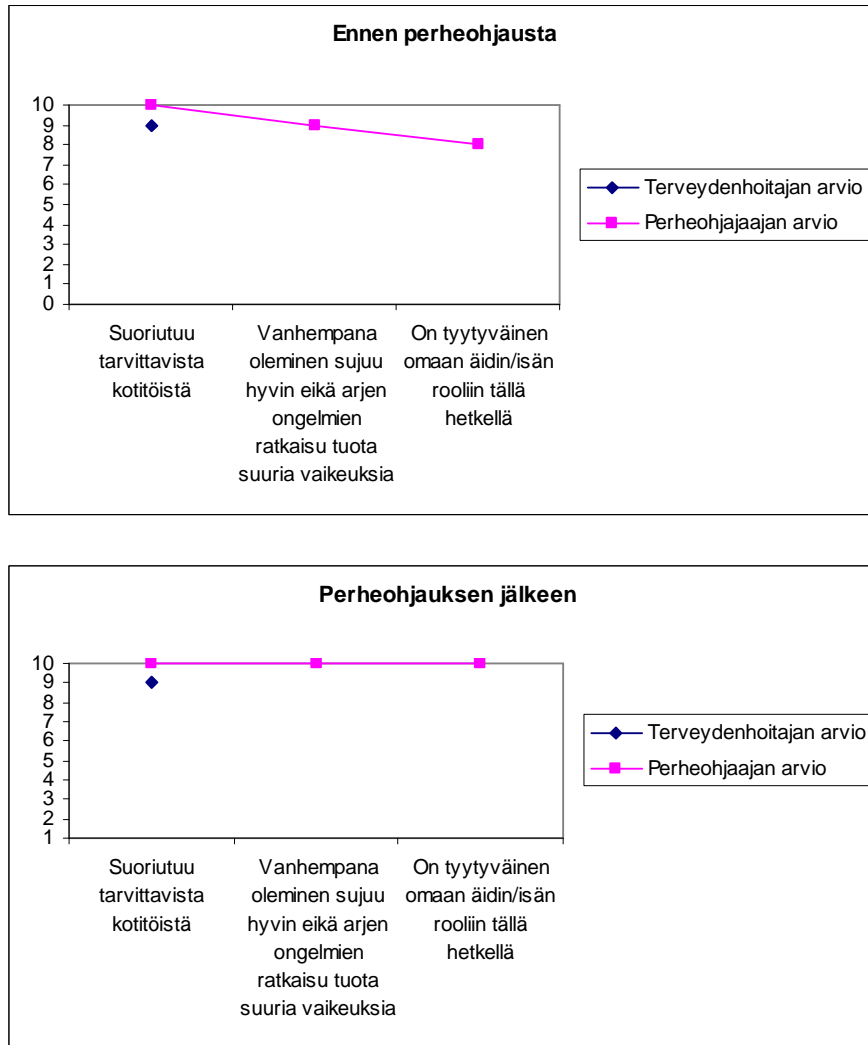 Ennen perheohjausta
10
9
8
7
6
5
4
3
2
1
0
Suoriutuu
tarvittavista
kotitöistä
Vanhempana
oleminen sujuu
hyvin eikä arjen
ongelmien
ratkaisu tuota
suuria vaikeuksia
On tyytyväinen
omaan äidin/isän
rooliin tällä
hetkellä
Terveydenhoitajan arvio
Perheohjajaajan arvio
Perheohjauksen jälkeen
10
9
8
7
6
5
4
3
2
1
Suoriutuu
tarvittavista
kotitöistä
Vanhempana
oleminen sujuu
hyvin eikä arjen
ongelmien
ratkaisu tuota
suuria vaikeuksia
On tyytyväinen
omaan äidin/isän
rooliin tällä
hetkellä
Terveydenhoitajan arvio
Perheohjaajan arvio